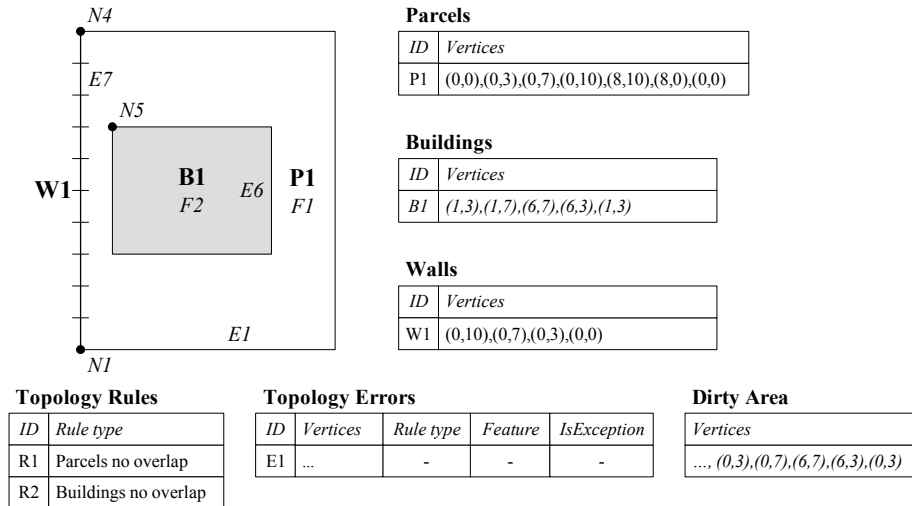 N4
E7
N5
W1
B1
F2
E6
P1
F1
E1
N1
Parcels
ID Vertices
P1 (0,0),(0,3),(0,7),(0,10),(8,10),(8,0),(0,0)
Buildings
ID Vertices
B1 (1,3),(1,7),(6,7),(6,3),(1,3)
Walls
ID Vertices
W1 (0,10),(0,7),(0,3),(0,0)
Topology Rules
ID Rule type
R1 Parcels no overlap
R2 Buildings no overlap
Topology Errors
ID Vertices Rule type Feature IsException
E1 ... - - -
Dirty Area
Vertices
..., (0,3),(0,7),(6,7),(6,3),(0,3)